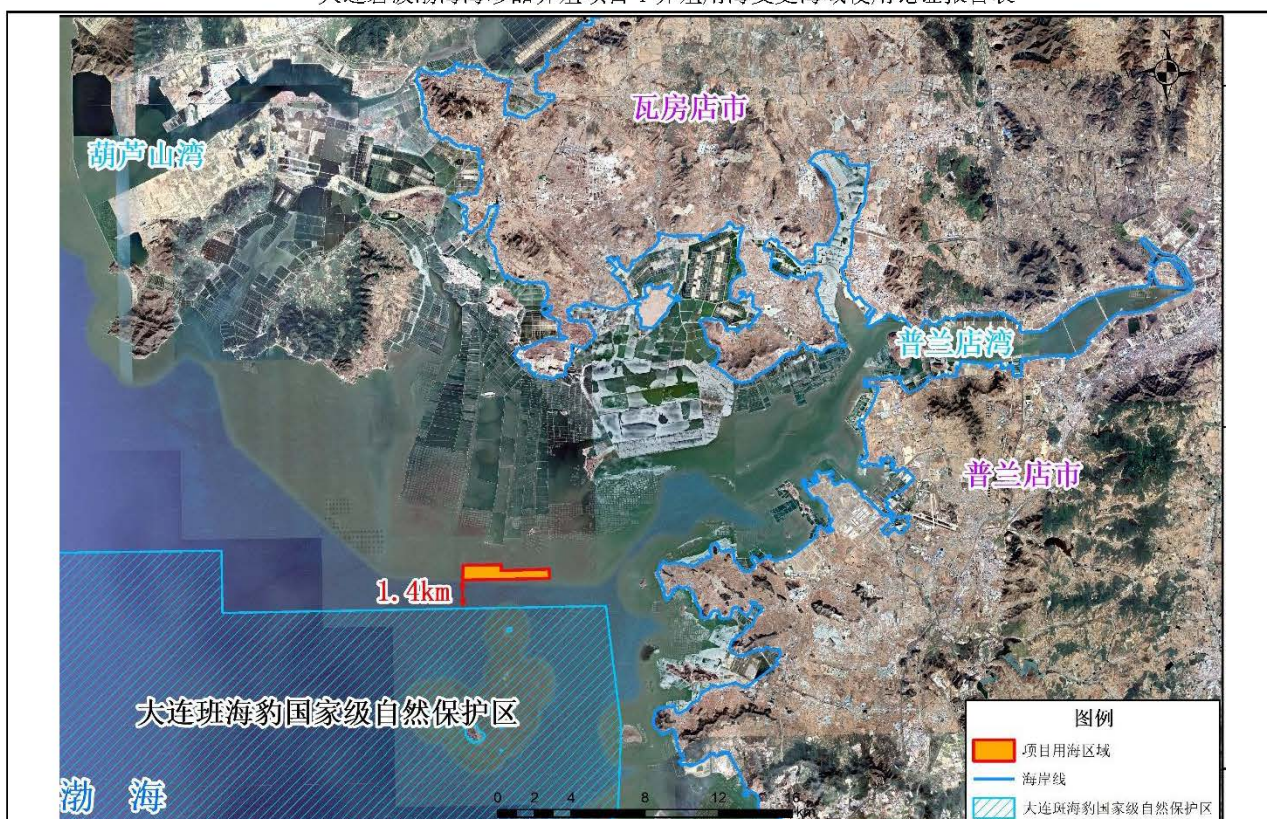 N
瓦房店市
葫芦山湾
普兰店湾
普兰店市
1.4km
大连班海豹国家级自然保护区
渤 海
0 2 4 8 12 16
km
图例
项目用海区域
海岸线
大连斑海豹国家级自然保护区